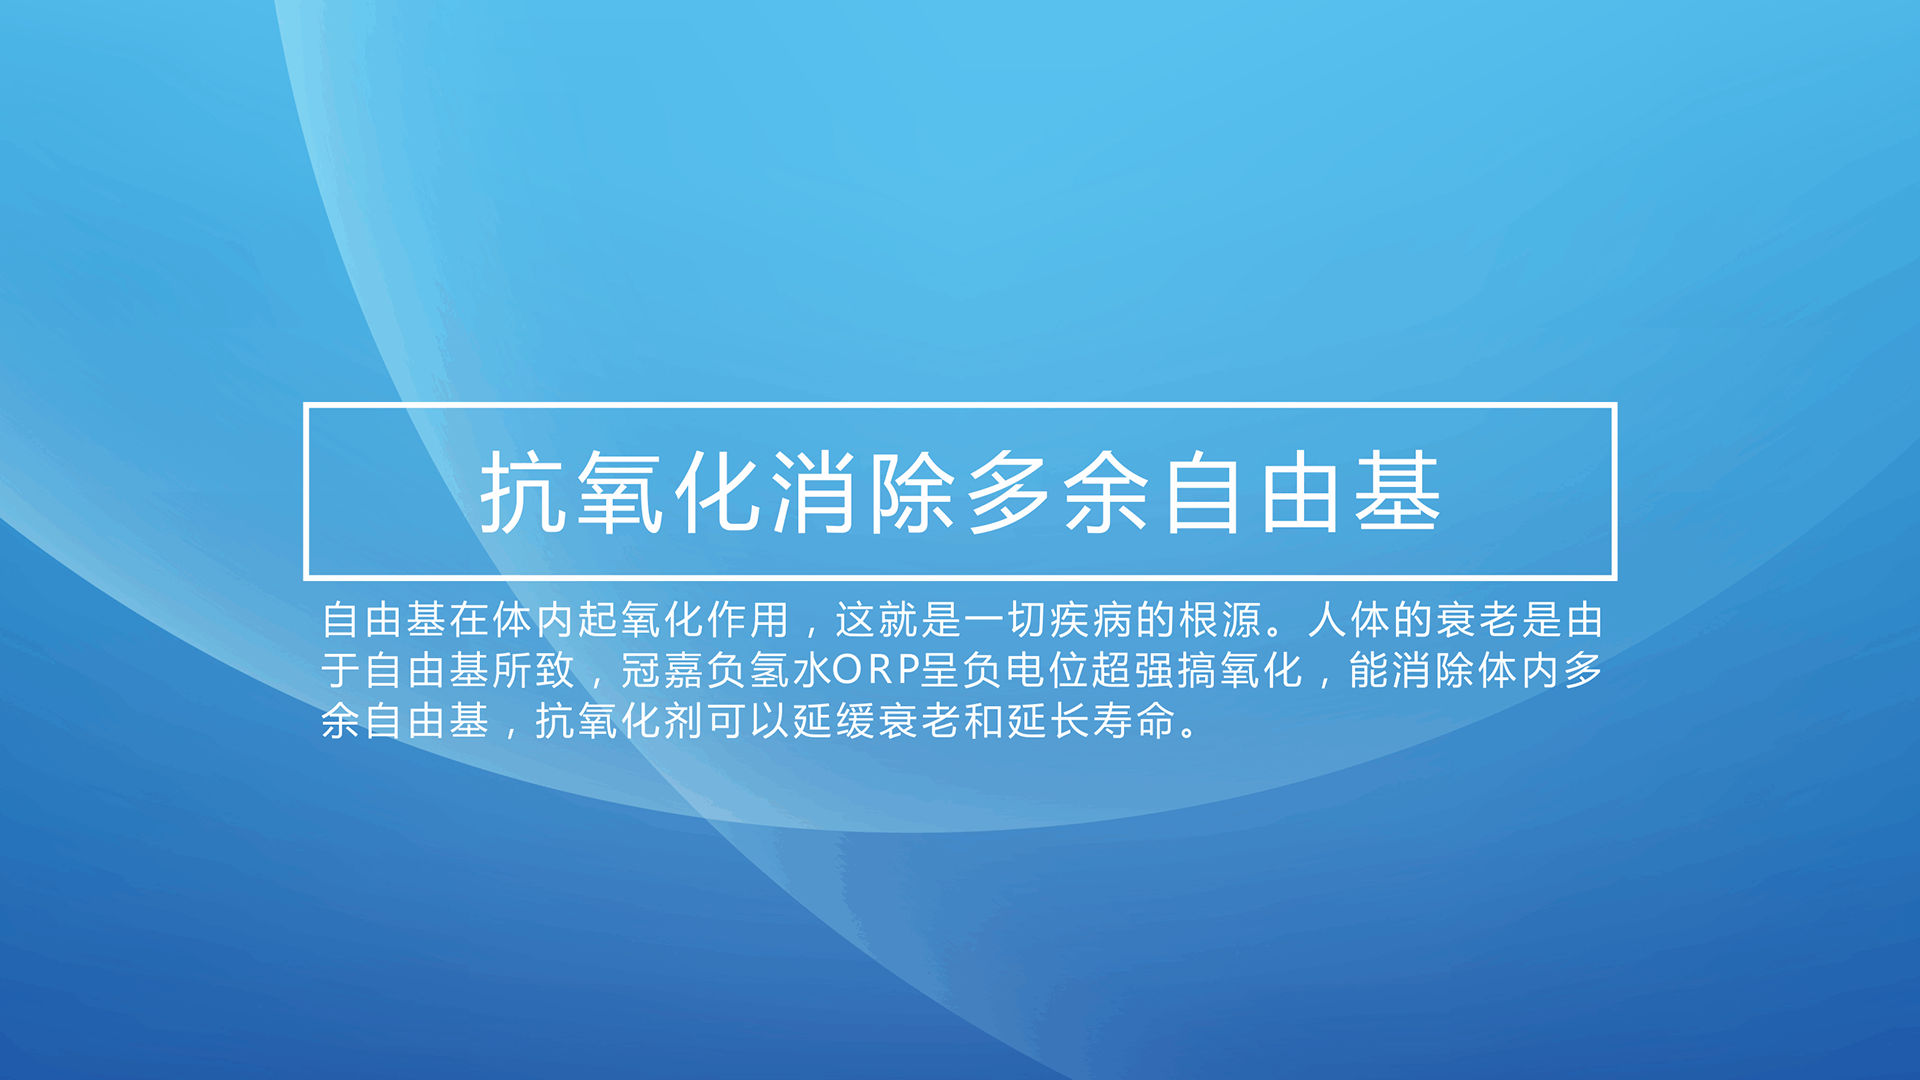 抗氧化消除多余自由基
自由基在体内起氧化作用，这就是一切疾病的根源。人体的衰老是由
于自由基所致，冠嘉负氢水ORP呈负电位超强搞氧化，能消除体内多
余自由基，抗氧化剂可以延缓衰老和延长寿命。